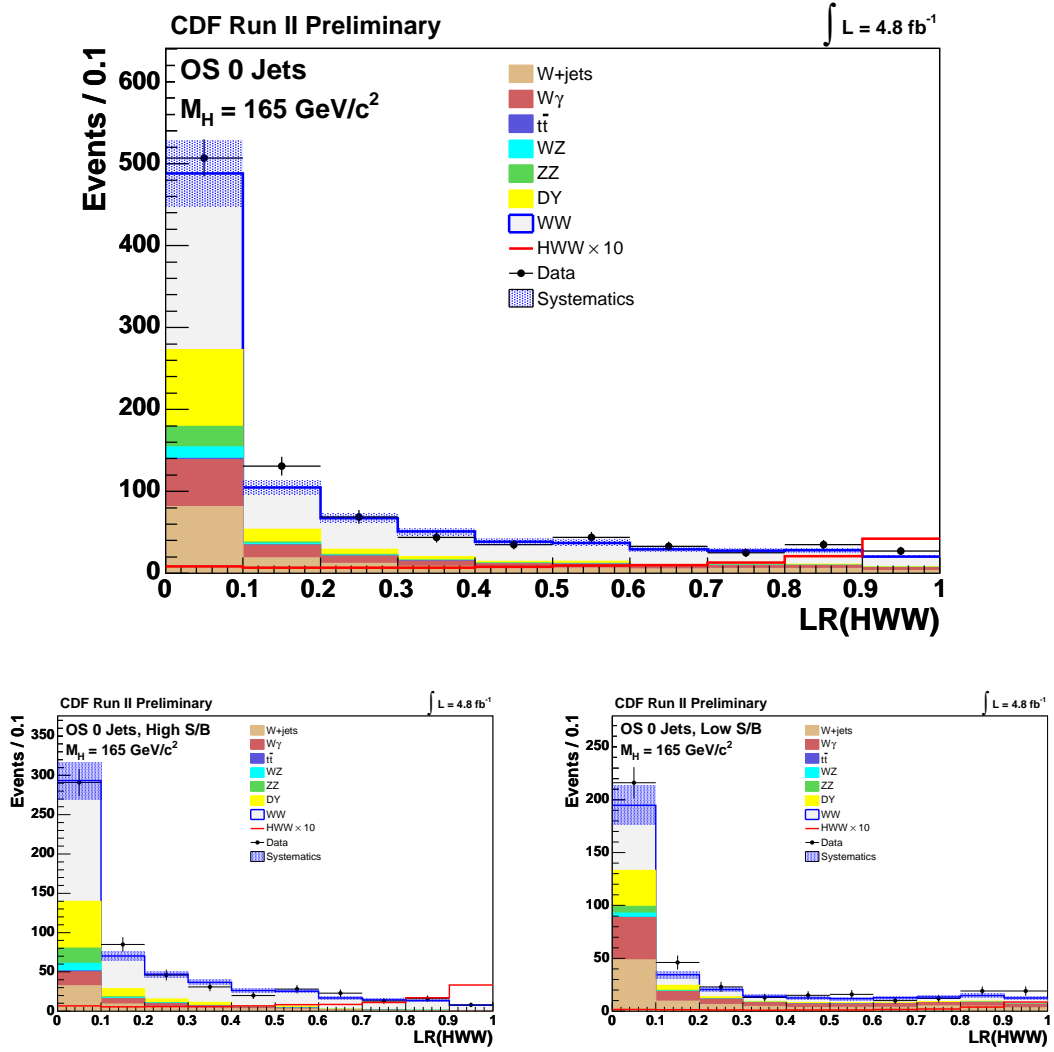 CDF Run II Preliminary
∫ L = 4.8 fb⁻¹
OS 0 Jets
M_H = 165 GeV/c²
Events / 0.1
600
500
400
300
200
100
0
W+jets
Wγ
tt̄
WZ
ZZ
DY
WW
HWW × 10
Data
Systematics
0 0.1 0.2 0.3 0.4 0.5 0.6 0.7 0.8 0.9 1
LR(HWW)
CDF Run II Preliminary
∫ L = 4.8 fb⁻¹
OS 0 Jets, High S/B
M_H = 165 GeV/c²
Events / 0.1
350
300
250
200
150
100
50
0
W+jets
Wγ
tt̄
WZ
ZZ
DY
WW
HWW × 10
Data
Systematics
0 0.1 0.2 0.3 0.4 0.5 0.6 0.7 0.8 0.9 1
LR(HWW)
CDF Run II Preliminary
∫ L = 4.8 fb⁻¹
OS 0 Jets, Low S/B
M_H = 165 GeV/c²
Events / 0.1
250
200
150
100
50
0
W+jets
Wγ
tt̄
WZ
ZZ
DY
WW
HWW × 10
Data
Systematics
0 0.1 0.2 0.3 0.4 0.5 0.6 0.7 0.8 0.9 1
LR(HWW)